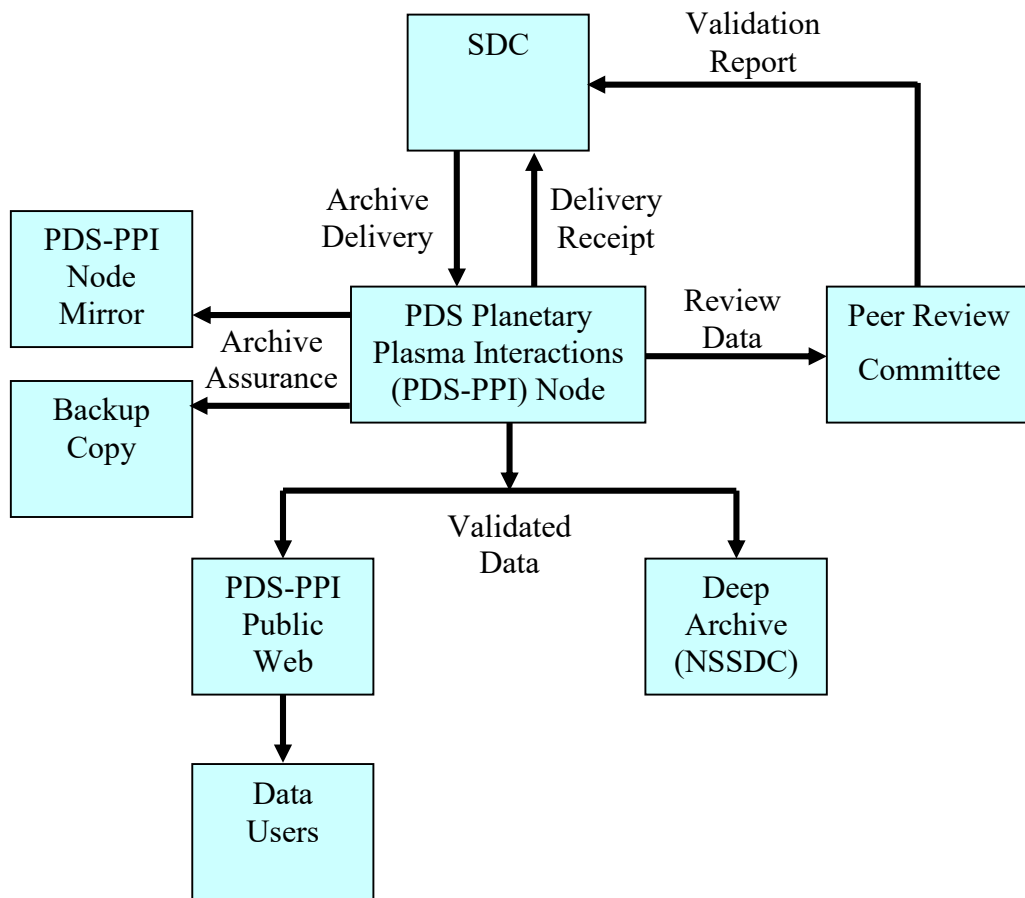 SDC
Validation
Report
Archive
Delivery
Delivery
Receipt
PDS-PPI
Node
Mirror
PDS Planetary
Plasma Interactions
(PDS-PPI) Node
Review
Data
Peer Review
Committee
Archive
Assurance
Backup
Copy
Validated
Data
PDS-PPI
Public
Web
Deep
Archive
(NSSDC)
Data
Users